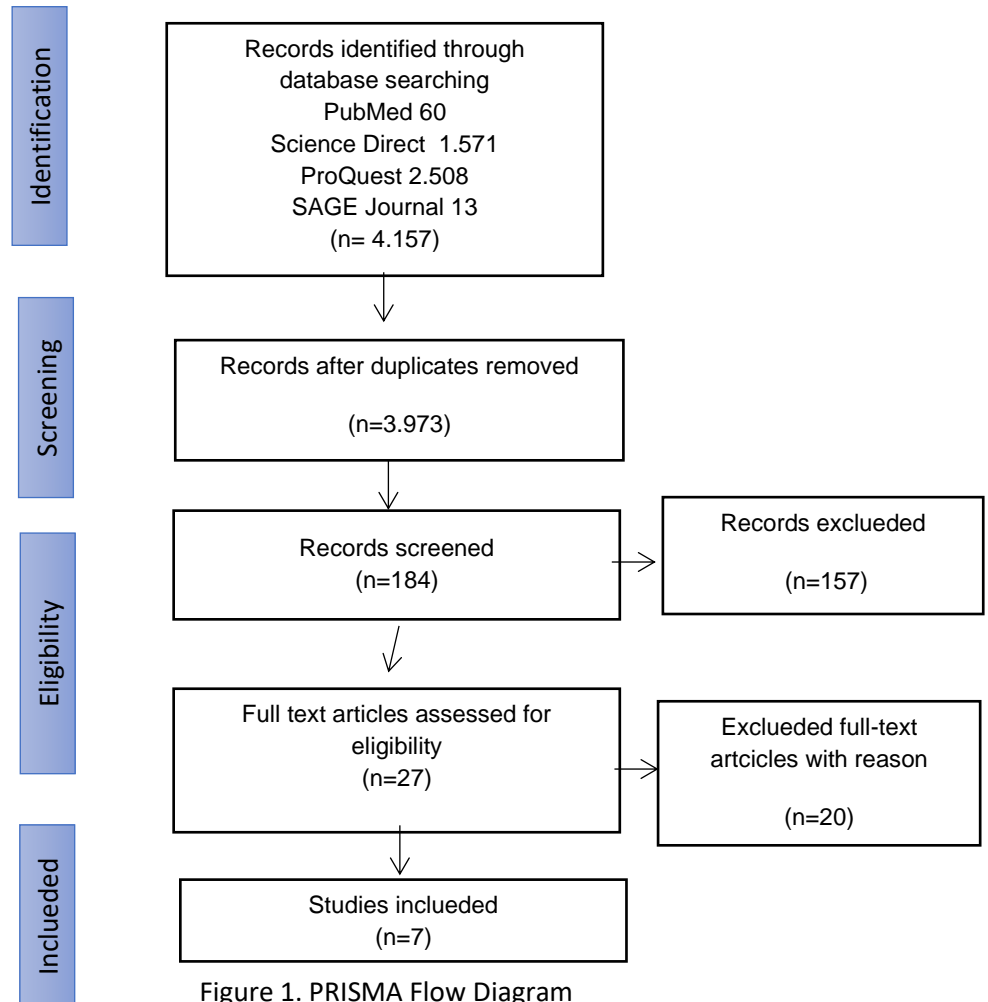 Identification
Records identified through
database searching
PubMed 60
Science Direct 1.571
ProQuest 2.508
SAGE Journal 13
(n= 4.157)
Screening
Records after duplicates removed
(n=3.973)
Eligibility
Records screened
(n=184)
Records exclueded
(n=157)
Full text articles assessed for
eligibility
(n=27)
Exclueded full-text
artcicles with reason
(n=20)
Inclueded
Studies inclueded
(n=7)
Figure 1. PRISMA Flow Diagram